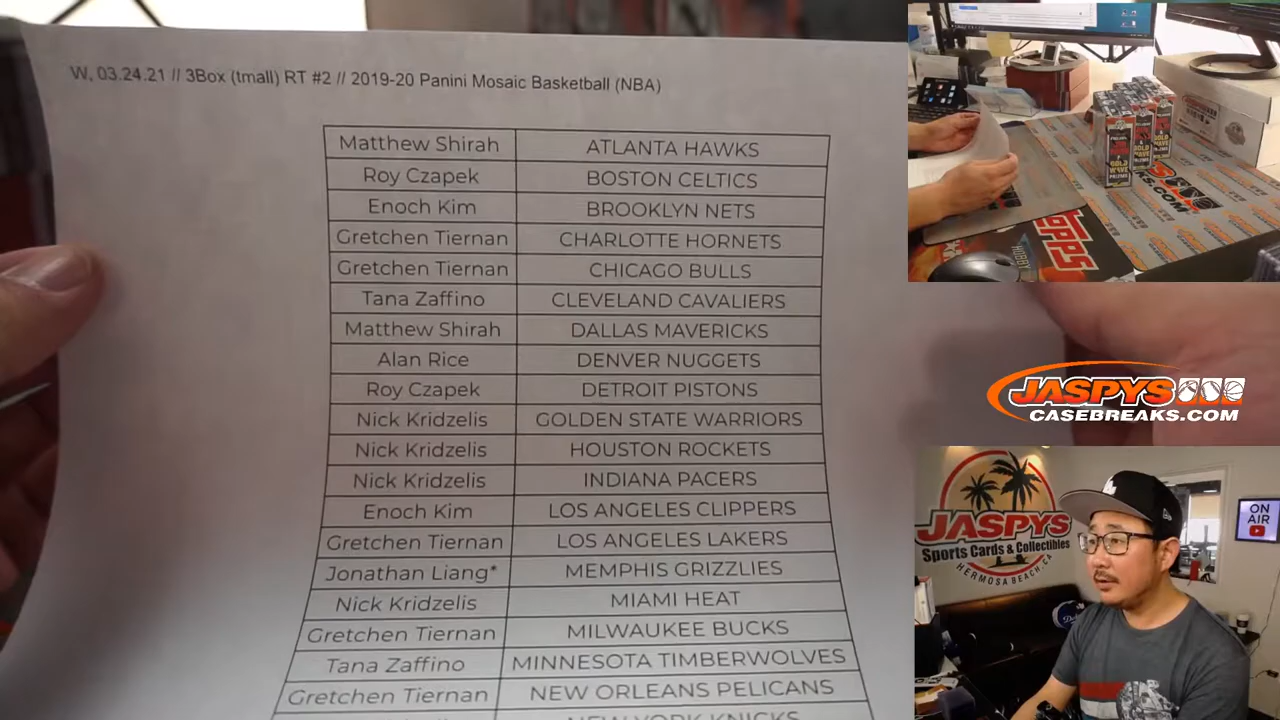 W, 03.24.21 // 3Box (tmall) RT #2 // 2019-20 Panini Mosaic Basketball (NBA)
Matthew Shirah ATLANTA HAWKS
Roy Czapek BOSTON CELTICS
Enoch Kim BROOKLYN NETS
Gretchen Tiernan CHARLOTTE HORNETS
Gretchen Tiernan CHICAGO BULLS
Tana Zaffino CLEVELAND CAVALIERS
Matthew Shirah DALLAS MAVERICKS
Alan Rice DENVER NUGGETS
Roy Czapek DETROIT PISTONS
Nick Kridzelis GOLDEN STATE WARRIORS
Nick Kridzelis HOUSTON ROCKETS
Nick Kridzelis INDIANA PACERS
Enoch Kim LOS ANGELES CLIPPERS
Gretchen Tiernan LOS ANGELES LAKERS
Jonathan Liang* MEMPHIS GRIZZLIES
Nick Kridzelis MIAMI HEAT
Gretchen Tiernan MILWAUKEE BUCKS
Tana Zaffino MINNESOTA TIMBERWOLVES
Gretchen Tiernan NEW ORLEANS PELICANS
NEW YORK KNICKS
TOPPS
HOBBY
JASPYS
CASEBREAKS.COM
JASPYS
Sports Cards & Collectibles
HERMOSA BEACH, CA
ON
AIR